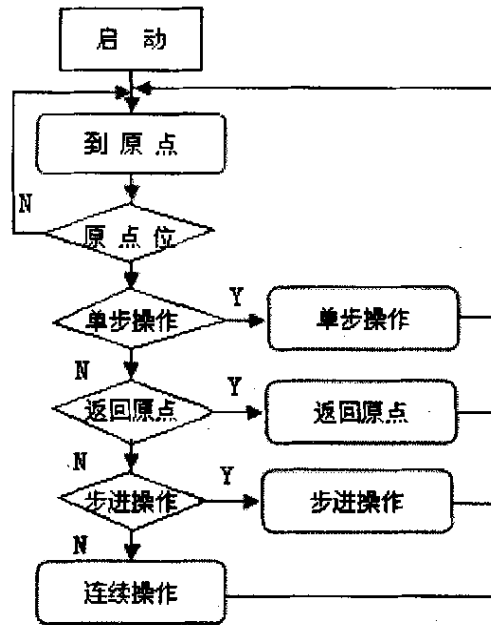 启 动
到 原 点
N
原 点 位
Y
单步操作
单步操作
N
Y
返回原点
返回原点
N
Y
步进操作
步进操作
N
连续操作